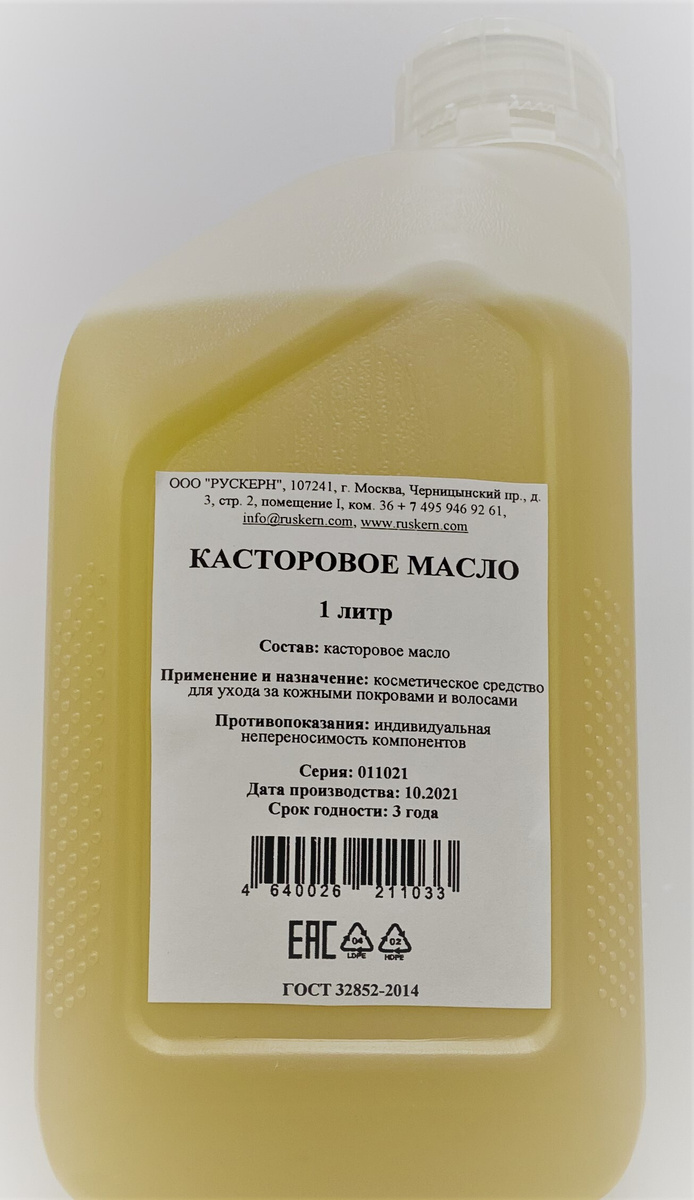 ООО "РУСКЕРН", 107241, г. Москва, Черницынский пр., д.
3, стр. 2, помещение I, ком. 36 + 7 495 946 92 61,
info@ruskern.com, www.ruskern.com
КАСТОРОВОЕ МАСЛО
1 литр
Состав: касторовое масло
Применение и назначение: косметическое средство
для ухода за кожными покровами и волосами
Противопоказания: индивидуальная
непереносимость компонентов
Серия: 011021
Дата производства: 10.2021
Срок годности: 3 года
4 640026 211033
EAC 04 LDPE 02 HDPE
ГОСТ 32852-2014